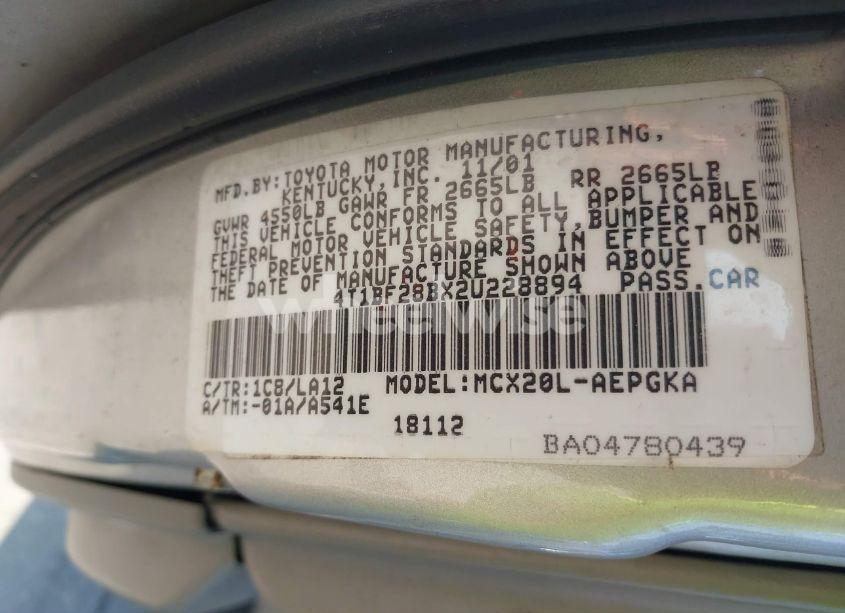 MFD.BY:TOYOTA MOTOR MANUFACTURING,
KENTUCKY,INC. 11/01
GVWR 4550LB GAWR FR 2665LB RR 2665LB
THIS VEHICLE CONFORMS TO ALL APPLICABLE
FEDERAL MOTOR VEHICLE SAFETY,BUMPER AND
THEFT PREVENTION STANDARDS IN EFFECT ON
THE DATE OF MANUFACTURE SHOWN ABOVE
4T1BF28BX2U228894 PASS.CAR
wheelwise
C/TR:1C8/LA12 MODEL:MCX20L-AEPGKA
A/TM:-01A/A541E
18112
BA04780439